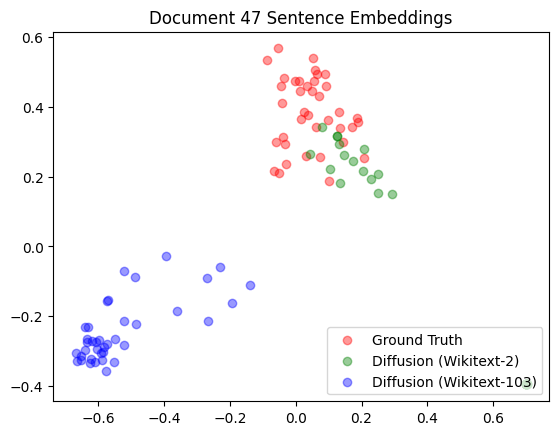 Document 47 Sentence Embeddings
0.6
0.4
0.2
0.0
−0.2
−0.4
Ground Truth
Diffusion (Wikitext-2)
Diffusion (Wikitext-103)
−0.6 −0.4 −0.2 0.0 0.2 0.4 0.6